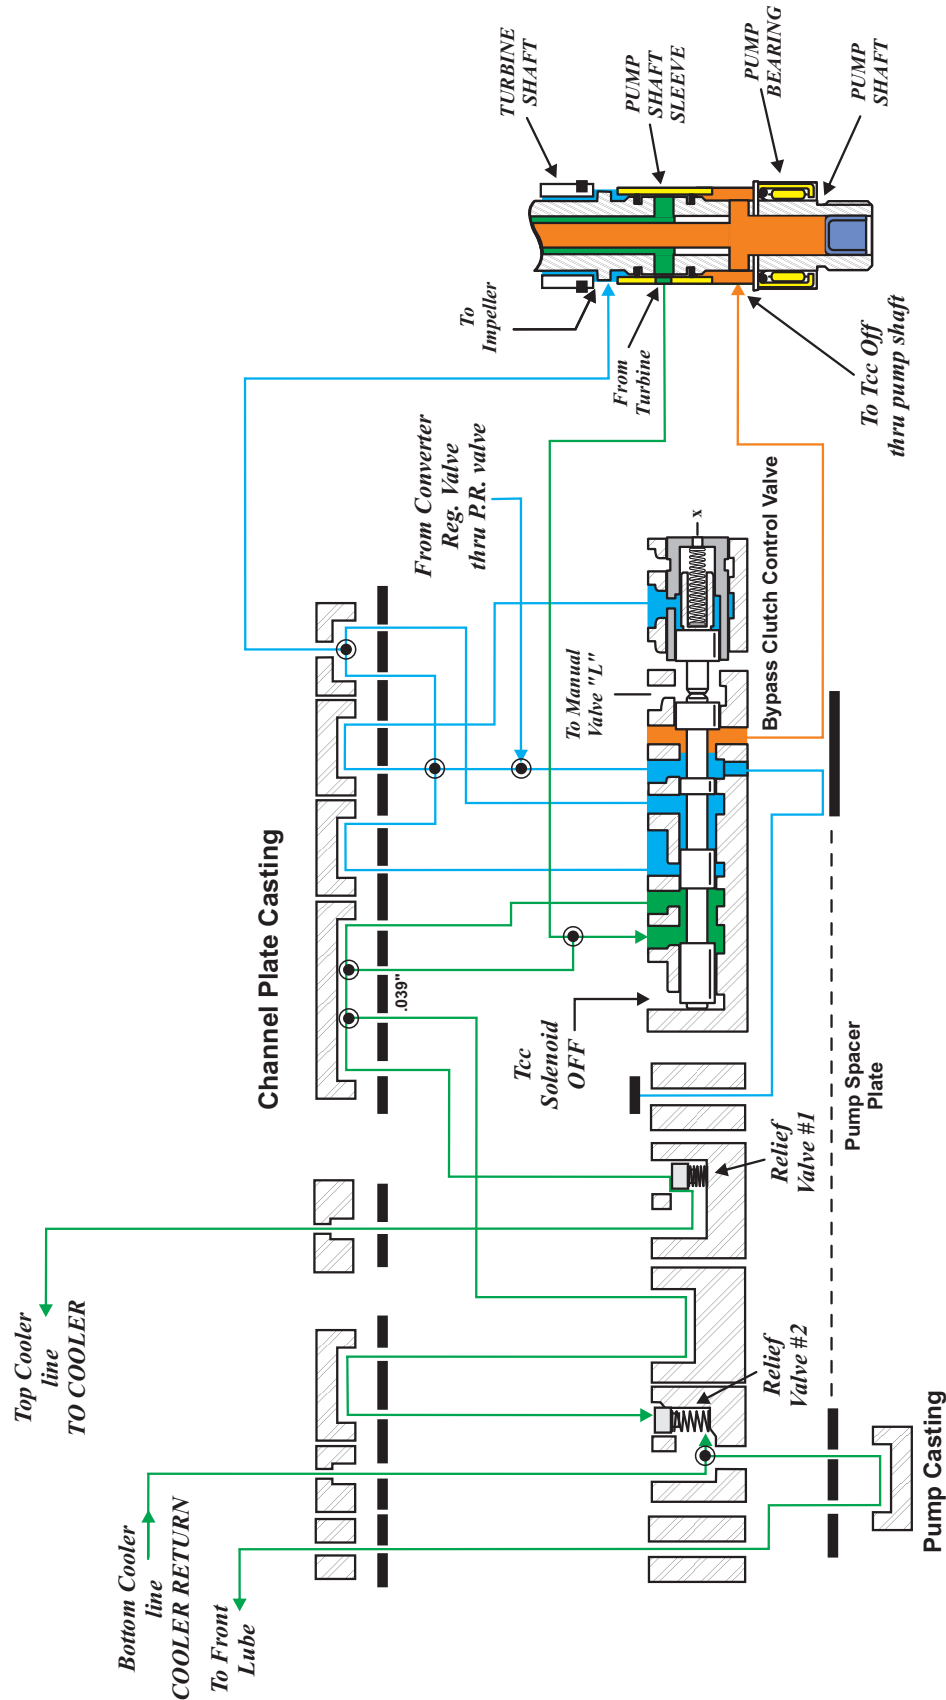 Top Cooler
line
TO COOLER
Bottom Cooler
line
COOLER RETURN
To Front
Lube
Channel Plate Casting
.039"
From Converter
Reg. Valve
thru P.R. valve
To
Impeller
TURBINE
SHAFT
PUMP
SHAFT
SLEEVE
PUMP
BEARING
PUMP
SHAFT
From
Turbine
To Tcc Off
thru pump shaft
To Manual
Valve "L"
x
Bypass Clutch Control Valve
Tcc
Solenoid
OFF
Relief
Valve #1
Relief
Valve #2
Pump Spacer
Plate
Pump Casting